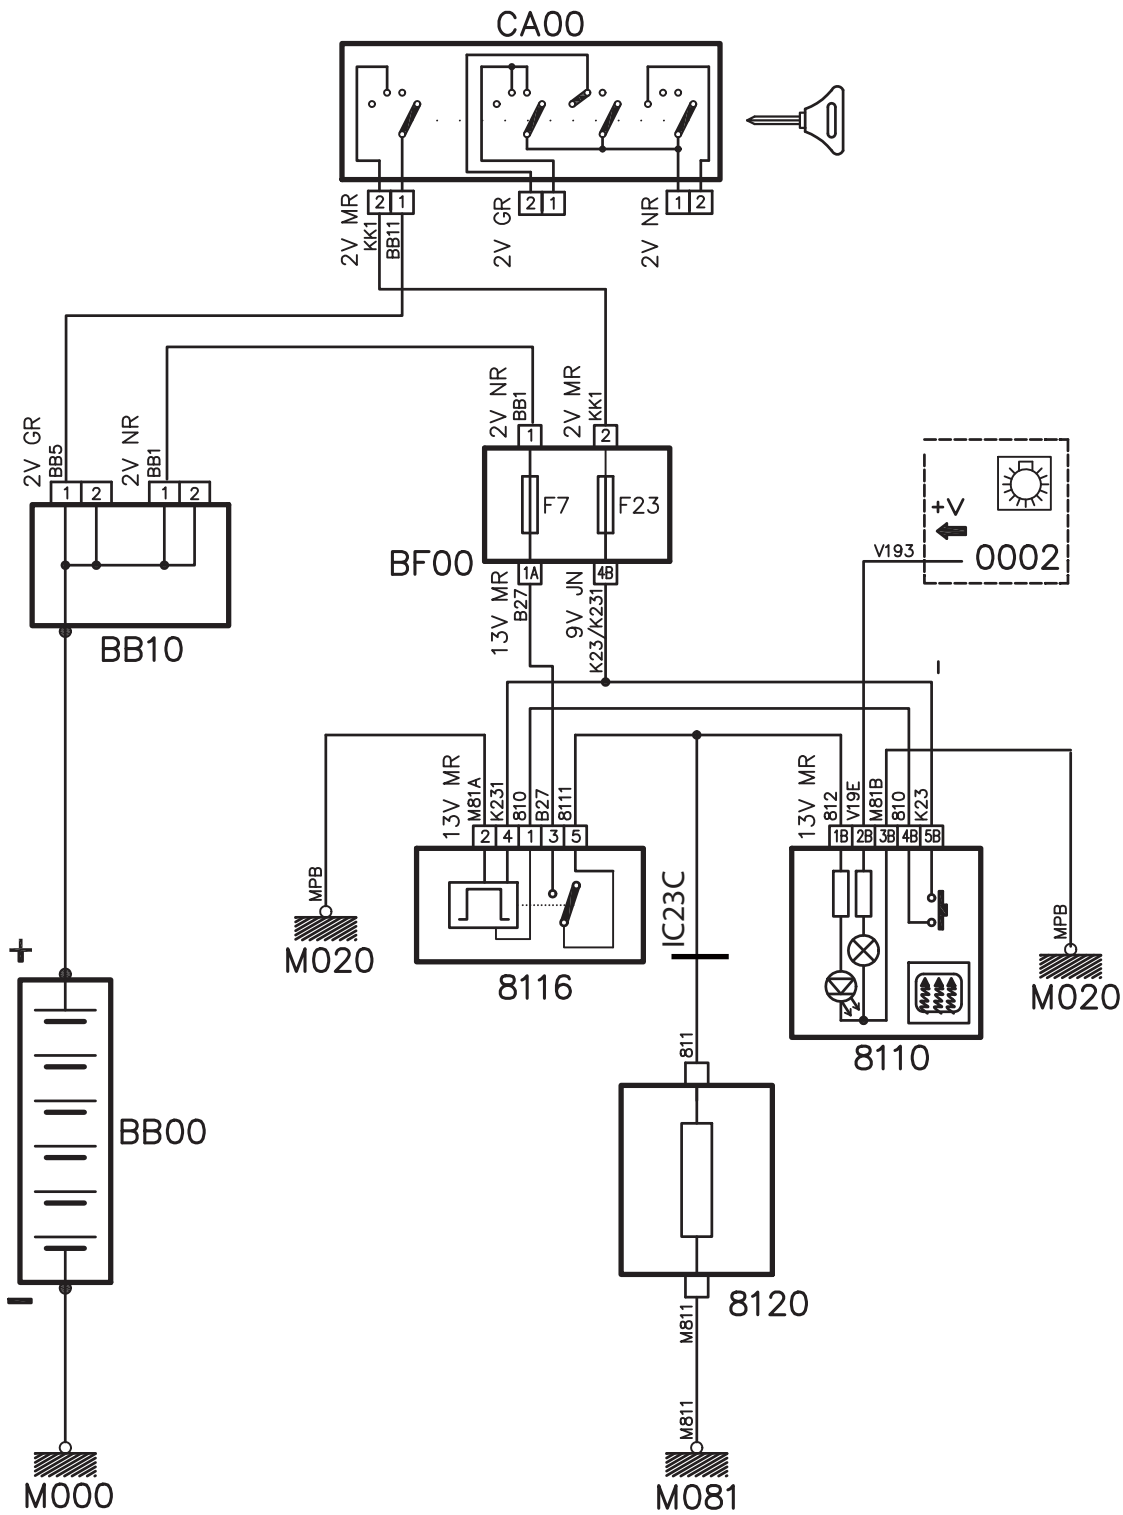 CA00
2 1
2 1
1 2
2V MR
KK1
BB11
2V GR
2V NR
2V GR
BB5
2V NR
BB1
1 2
1 2
BB10
2V NR
BB1
2V MR
KK1
1
2
F7
F23
BF00
1A
4B
13V MR
B27
9V JN
K23/K231
+V
V193
0002
13V MR
M81A
K231
810
B27
8111
2 4 1 3 5
MPB
M020
8116
IC23C
13V MR
812
V19E
M81B
810
K23
1B 2B 3B 4B 5B
MPB
M020
8110
+
BB00
-
M000
811
8120
M811
M811
M081